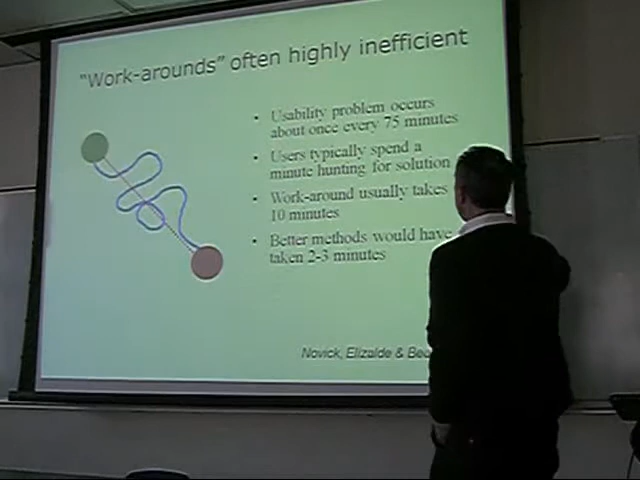 "Work-arounds" often highly inefficient
• Usability problem occurs
about once every 75 minutes
• Users typically spend a
minute hunting for solution
• Work-around usually takes
10 minutes
• Better methods would have
taken 2-3 minutes
Novick, Elizalde &